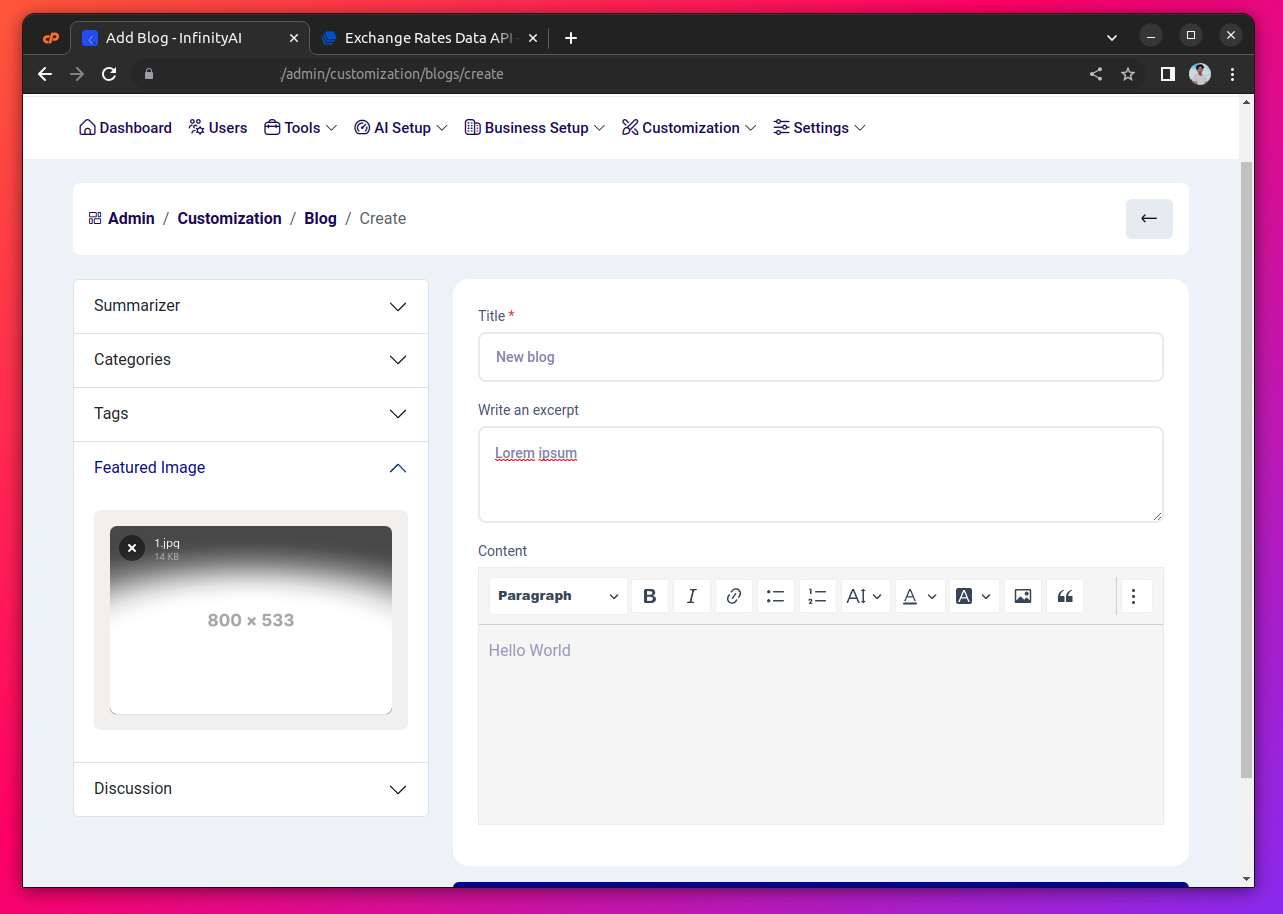 Add Blog - InfinityAI
Exchange Rates Data API
/admin/customization/blogs/create
Dashboard Users Tools AI Setup Business Setup Customization Settings
Admin / Customization / Blog / Create
Summarizer
Categories
Tags
Featured Image
1.jpg
14 KB
800 × 533
Discussion
Title *
New blog
Write an excerpt
Lorem ipsum
Content
Paragraph B I A A
Hello World